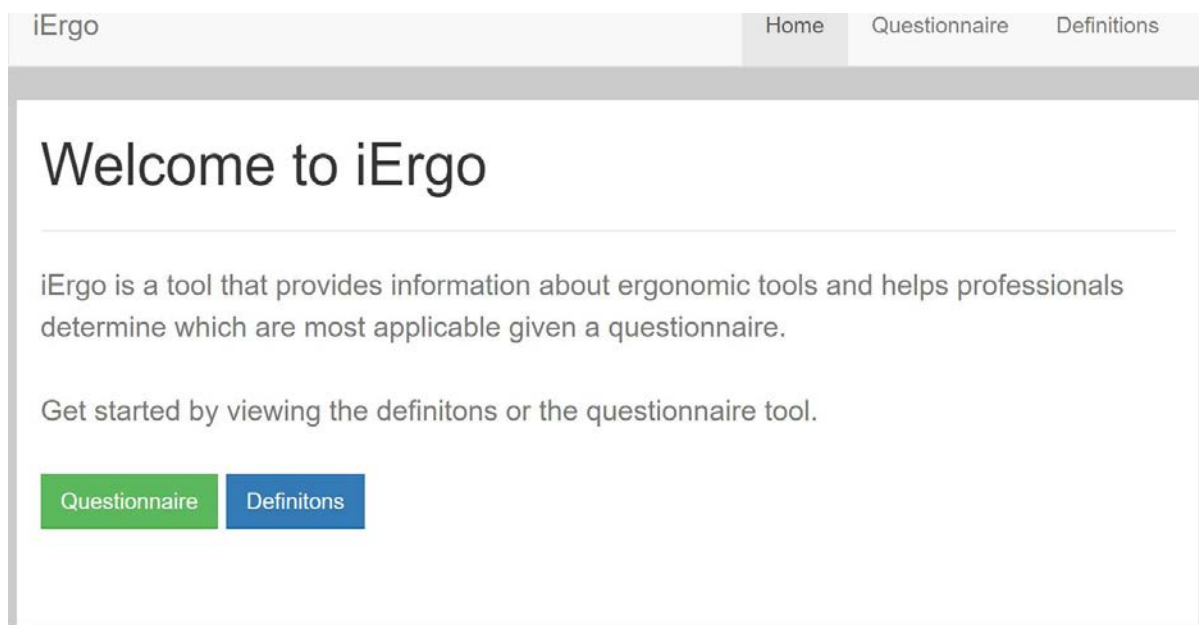 iErgo Home Questionnaire Definitions
Welcome to iErgo
iErgo is a tool that provides information about ergonomic tools and helps professionals
determine which are most applicable given a questionnaire.
Get started by viewing the definitons or the questionnaire tool.
Questionnaire Definitons